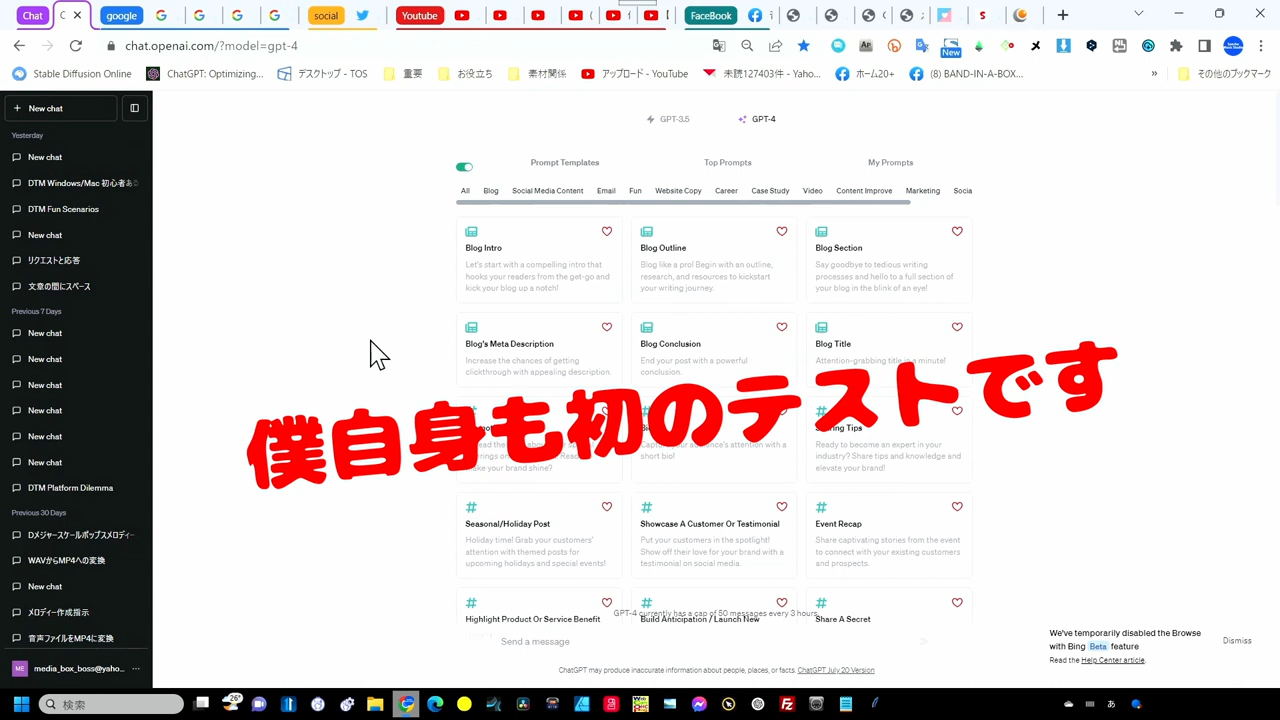 Chat
google
social
Youtube
FaceBook
chat.openai.com/?model=gpt-4
New
Stable Diffusion Online
ChatGPT: Optimizing...
デスクトップ - TOS
重要
お役立ち
素材関係
アップロード - YouTube
未読127403件 - Yaho...
ホーム20+
(8) BAND-IN-A-BOX...
»
その他のブックマーク
New chat
Yesterday
New chat
DTM Windows/Mac 初心者あ
DTM Fun Scenarios
New chat
リクエストと応答
文章の間にスペース
Previous 7 Days
New chat
New chat
New chat
New chat
New chat
New chat
DTM Platform Dilemma
Previous 30 Days
Dメジャースケールポップスメロディー
WAVからMP4への変換
New chat
メロディー作成指示
音声ファイルをMP4に変換
ME
media_box_boss@yaho...
GPT-3.5
GPT-4
Prompt Templates
Top Prompts
My Prompts
All
Blog
Social Media Content
Email
Fun
Website Copy
Career
Case Study
Video
Content Improve
Marketing
Socia
Blog Intro
Let's start with a compelling intro that
hooks your readers from the get-go and
kick your blog up a notch!
Blog Outline
Blog like a pro! Begin with an outline,
research, and resources to kickstart
your writing journey.
Blog Section
Say goodbye to tedious writing
processes and hello to a full section of
your blog in the blink of an eye!
Blog's Meta Description
Increase the chances of getting
clickthrough with appealing description.
Blog Conclusion
End your post with a powerful
conclusion.
Blog Title
Attention-grabbing title in a minute!
僕自身も初のテストです
short bio!
Tips
Ready to become an expert in your
industry? Share tips and knowledge and
elevate your brand!
Seasonal/Holiday Post
Holiday time! Grab your customers'
attention with themed posts for
upcoming holidays and special events!
Showcase A Customer Or Testimonial
Put your customers in the spotlight!
Show off their love for your brand with a
testimonial on social media.
Event Recap
Share captivating stories from the event
to connect with your existing customers
and prospects.
Highlight Product Or Service Benefit
Build Anticipation / Launch New
Share A Secret
GPT-4 currently has a cap of 50 messages every 3 hours.
Send a message
ChatGPT may produce inaccurate information about people, places, or facts. ChatGPT July 20 Version
We've temporarily disabled the Browse
with Bing Beta feature
Read the Help Center article.
Dismiss
検索
26°
あ